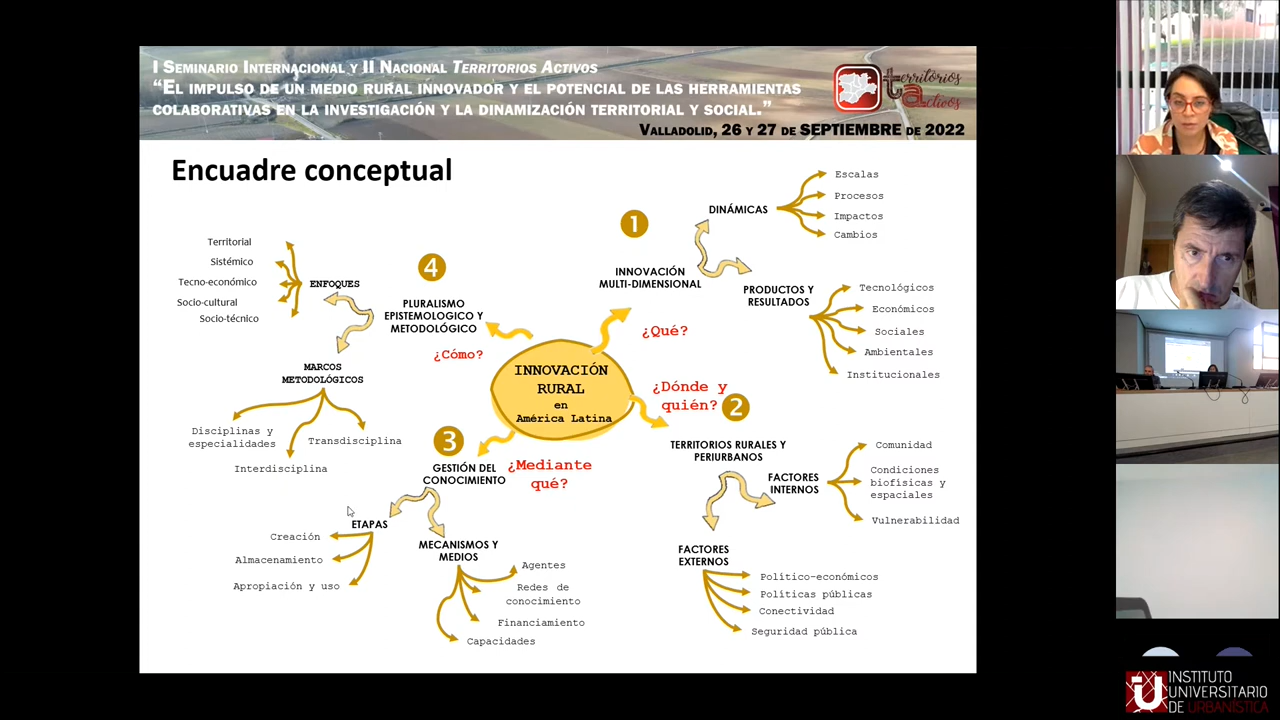 I Seminario Internacional y II Nacional Territorios Activos
"El impulso de un medio rural innovador y el potencial de las herramientas
colaborativas en la investigación y la dinamización territorial y social."
Valladolid, 26 y 27 de SEPTIEMBRE de 2022
territorios
activos
Encuadre conceptual
1
INNOVACIÓN
MULTI-DIMENSIONAL
DINÁMICAS
Escalas
Procesos
Impactos
Cambios
PRODUCTOS Y
RESULTADOS
Tecnológicos
Económicos
Sociales
Ambientales
Institucionales
¿Qué?
4
PLURALISMO
EPISTEMOLOGICO Y
METODOLÓGICO
¿Cómo?
ENFOQUES
Territorial
Sistémico
Tecno-económico
Socio-cultural
Socio-técnico
MARCOS
METODOLÓGICOS
Disciplinas y
especialidades
Interdisciplina
Transdisciplina
INNOVACIÓN
RURAL
en
América Latina
¿Dónde y
quién?
2
TERRITORIOS RURALES Y
PERIURBANOS
FACTORES
INTERNOS
Comunidad
Condiciones
biofísicas y
espaciales
Vulnerabilidad
FACTORES
EXTERNOS
Político-económicos
Políticas públicas
Conectividad
Seguridad pública
3
GESTIÓN DEL
CONOCIMIENTO
¿Mediante
qué?
ETAPAS
Creación
Almacenamiento
Apropiación y uso
MECANISMOS Y
MEDIOS
Agentes
Redes de
conocimiento
Financiamiento
Capacidades
INSTITUTO
UNIVERSITARIO
DE URBANÍSTICA